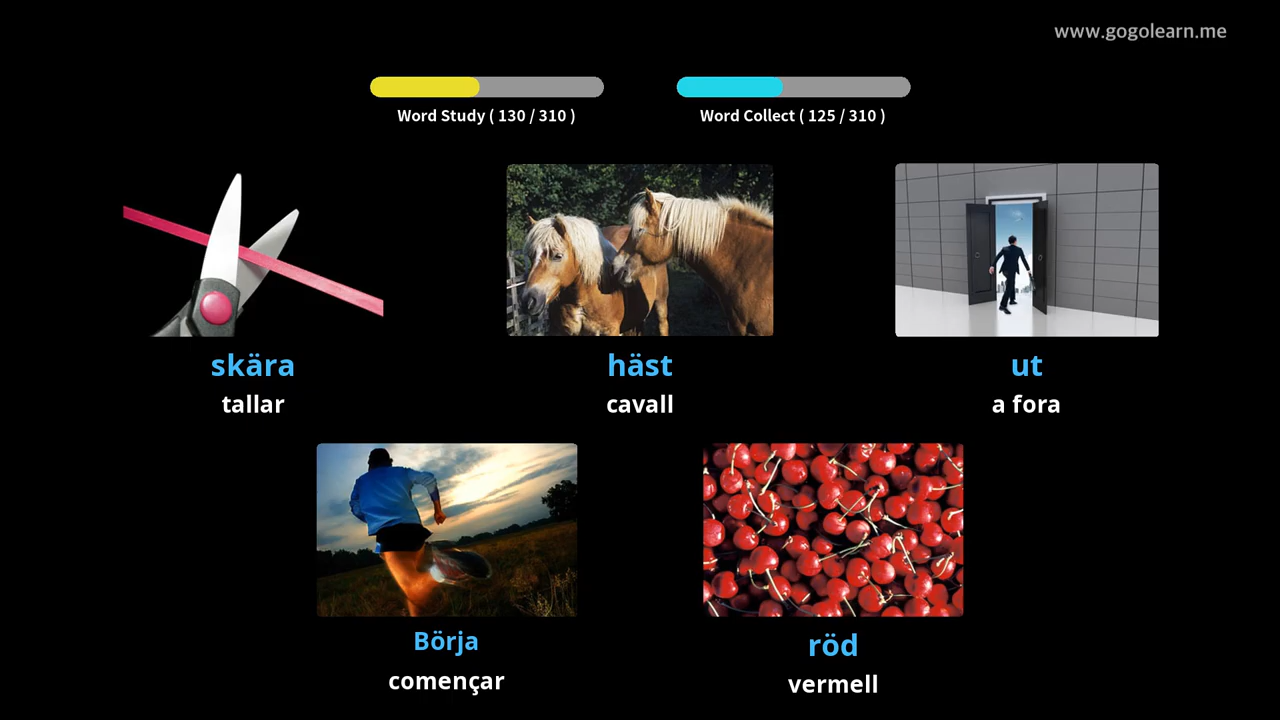 www.gogolearn.me
Word Study ( 130 / 310 )
Word Collect ( 125 / 310 )
skära
tallar
häst
cavall
ut
a fora
Börja
començar
röd
vermell